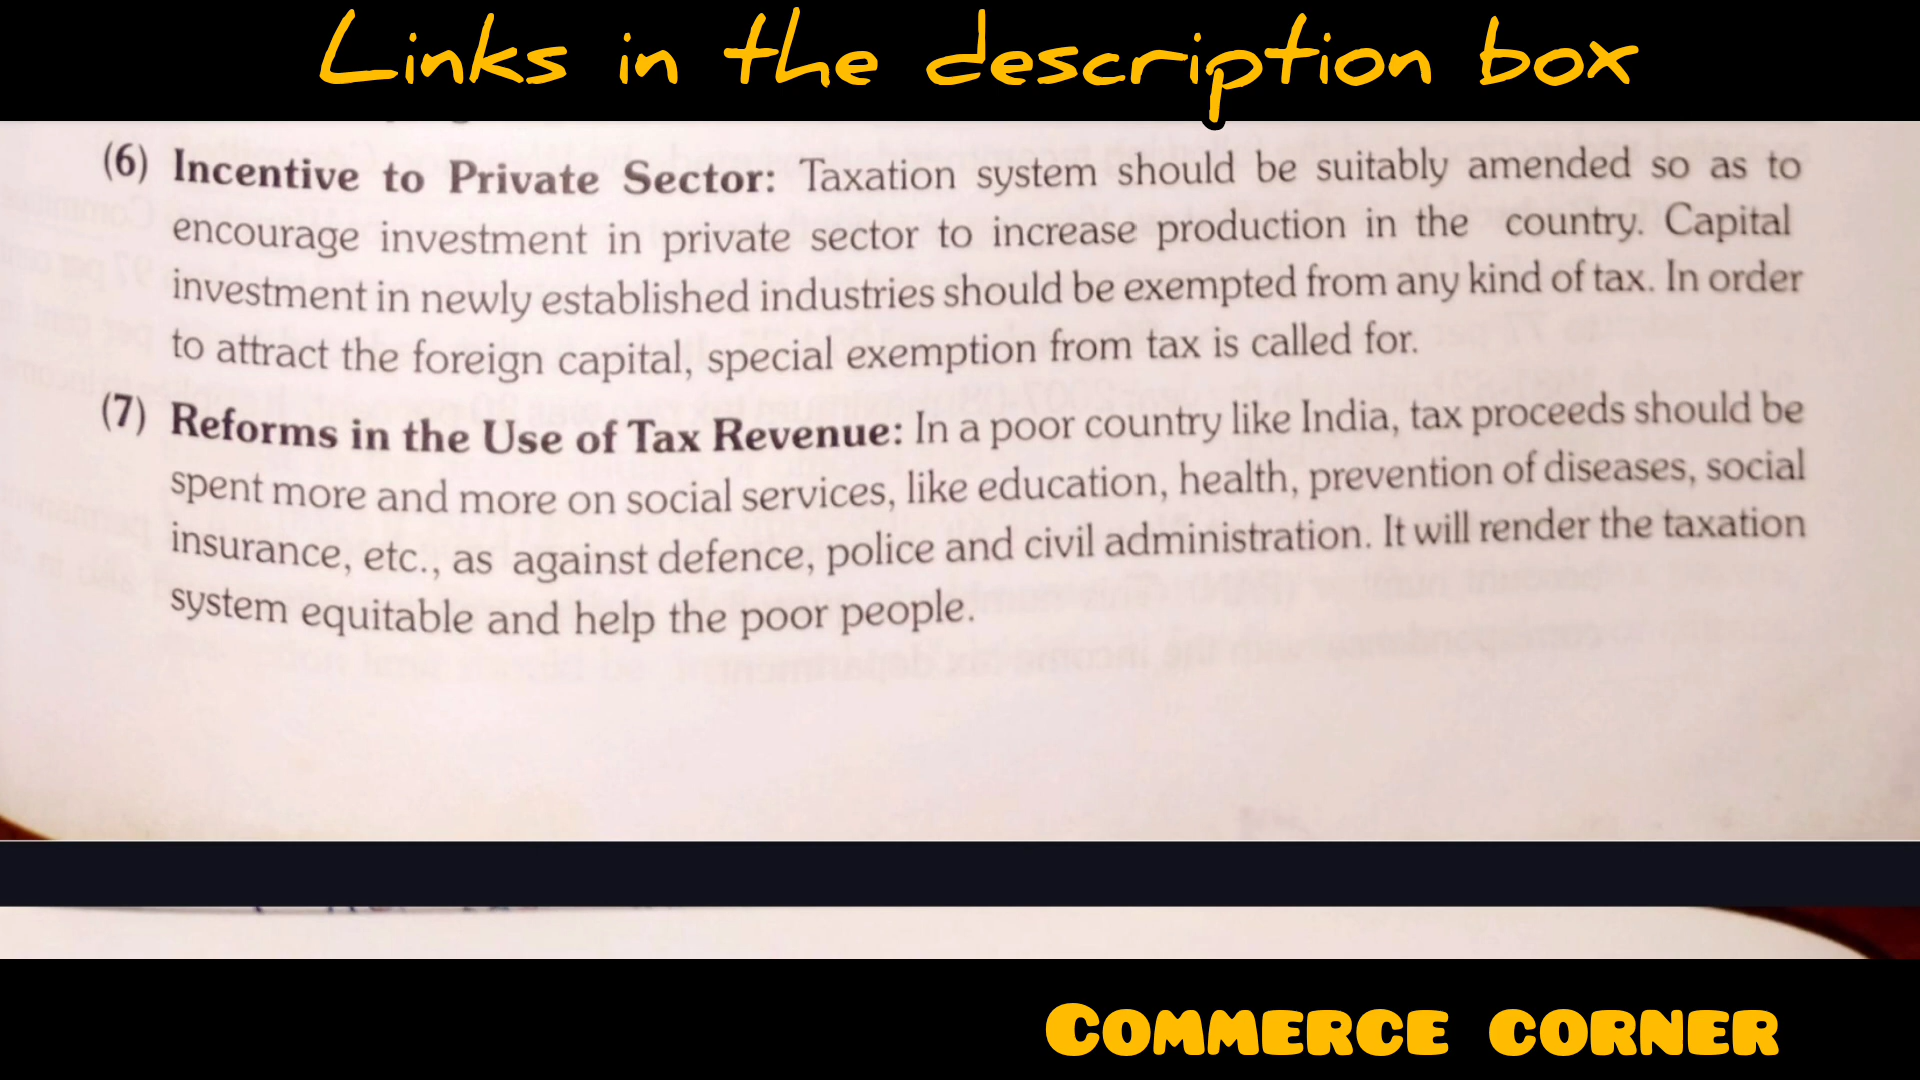 Links in the description box
(6) Incentive to Private Sector: Taxation system should be suitably amended so as to
encourage investment in private sector to increase production in the country. Capital
investment in newly established industries should be exempted from any kind of tax. In order
to attract the foreign capital, special exemption from tax is called for.
(7) Reforms in the Use of Tax Revenue: In a poor country like India, tax proceeds should be
spent more and more on social services, like education, health, prevention of diseases, social
insurance, etc., as against defence, police and civil administration. It will render the taxation
system equitable and help the poor people.
COMMERCE CORNER